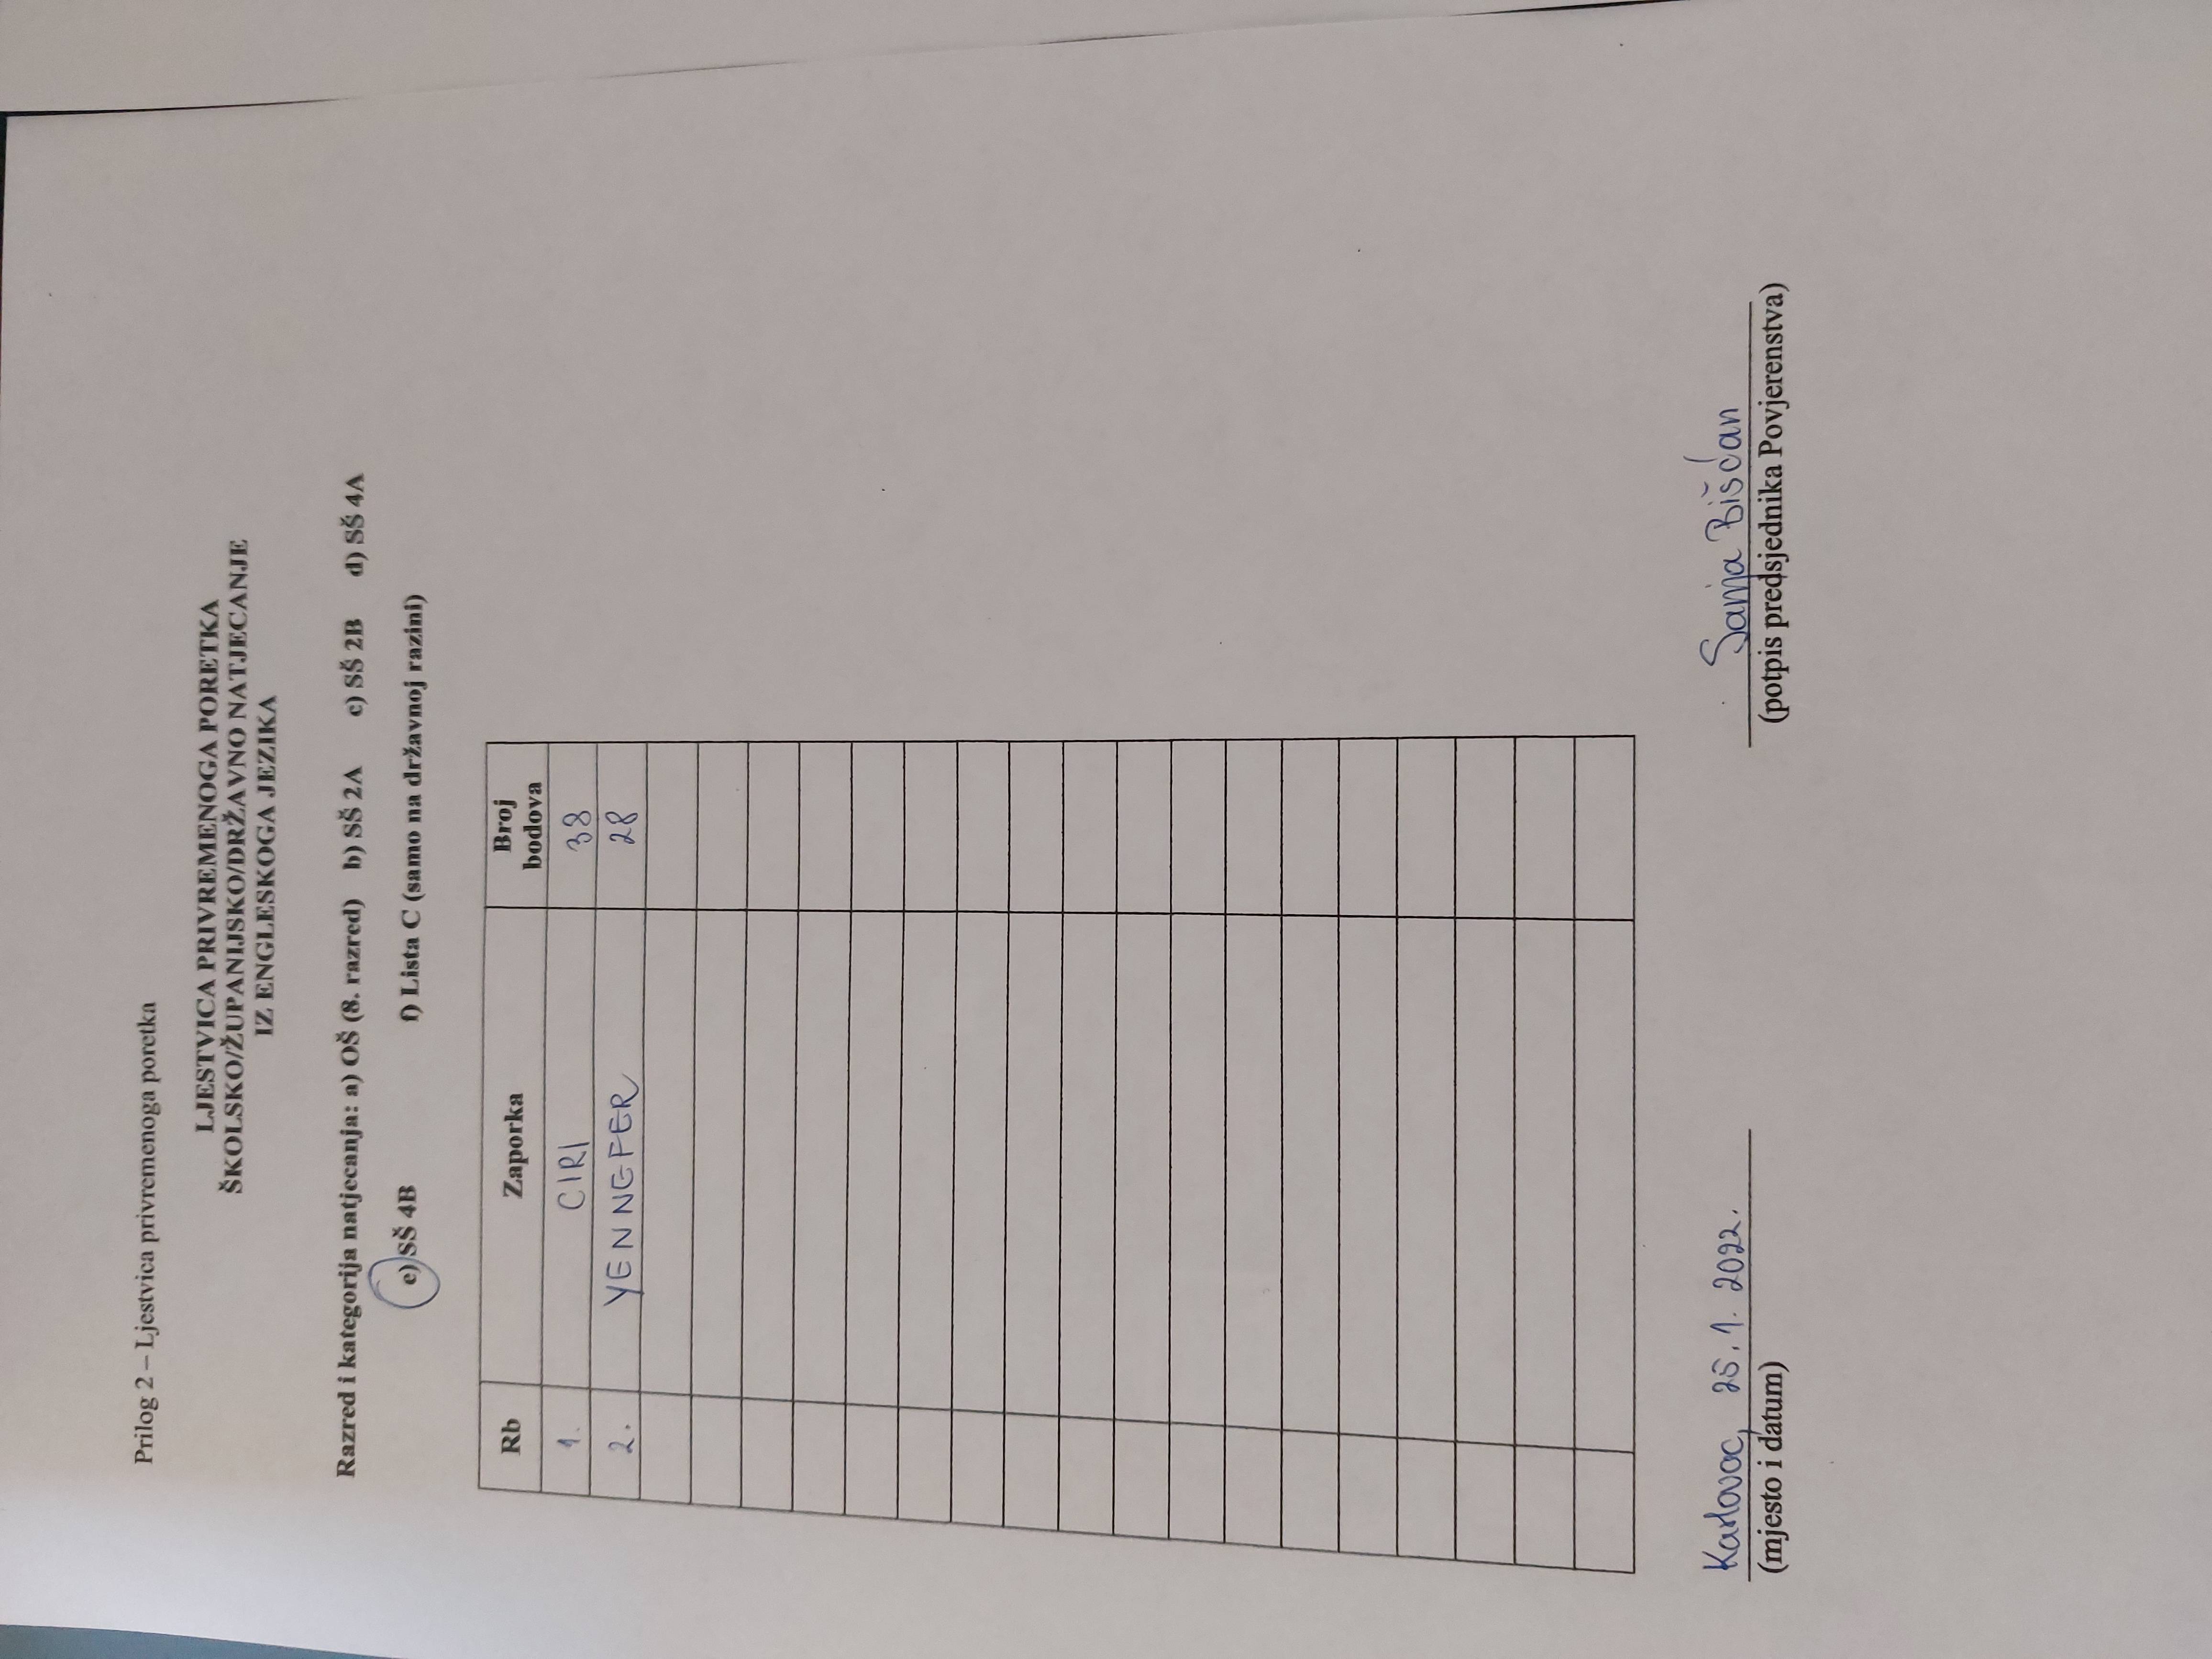 Prilog 2 – Ljestvica privremenoga poretka
LJESTVICA PRIVREMENOGA PORETKA
ŠKOLSKO/ŽUPANIJSKO/DRŽAVNO NATJECANJE
IZ ENGLESKOGA JEZIKA
Razred i kategorija natjecanja: a) OŠ (8. razred) b) SŠ 2A c) SŠ 2B d) SŠ 4A
e) SŠ 4B f) Lista C (samo na državnoj razini)
Rb Zaporka Broj bodova
1. CIRI 38
2. YENNEFER 28
Karlovac, 25.1.2022. Sanja Bišćan
(mjesto i datum) (potpis predsjednika Povjerenstva)